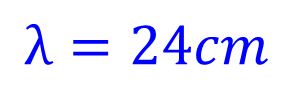 λ = 24cm